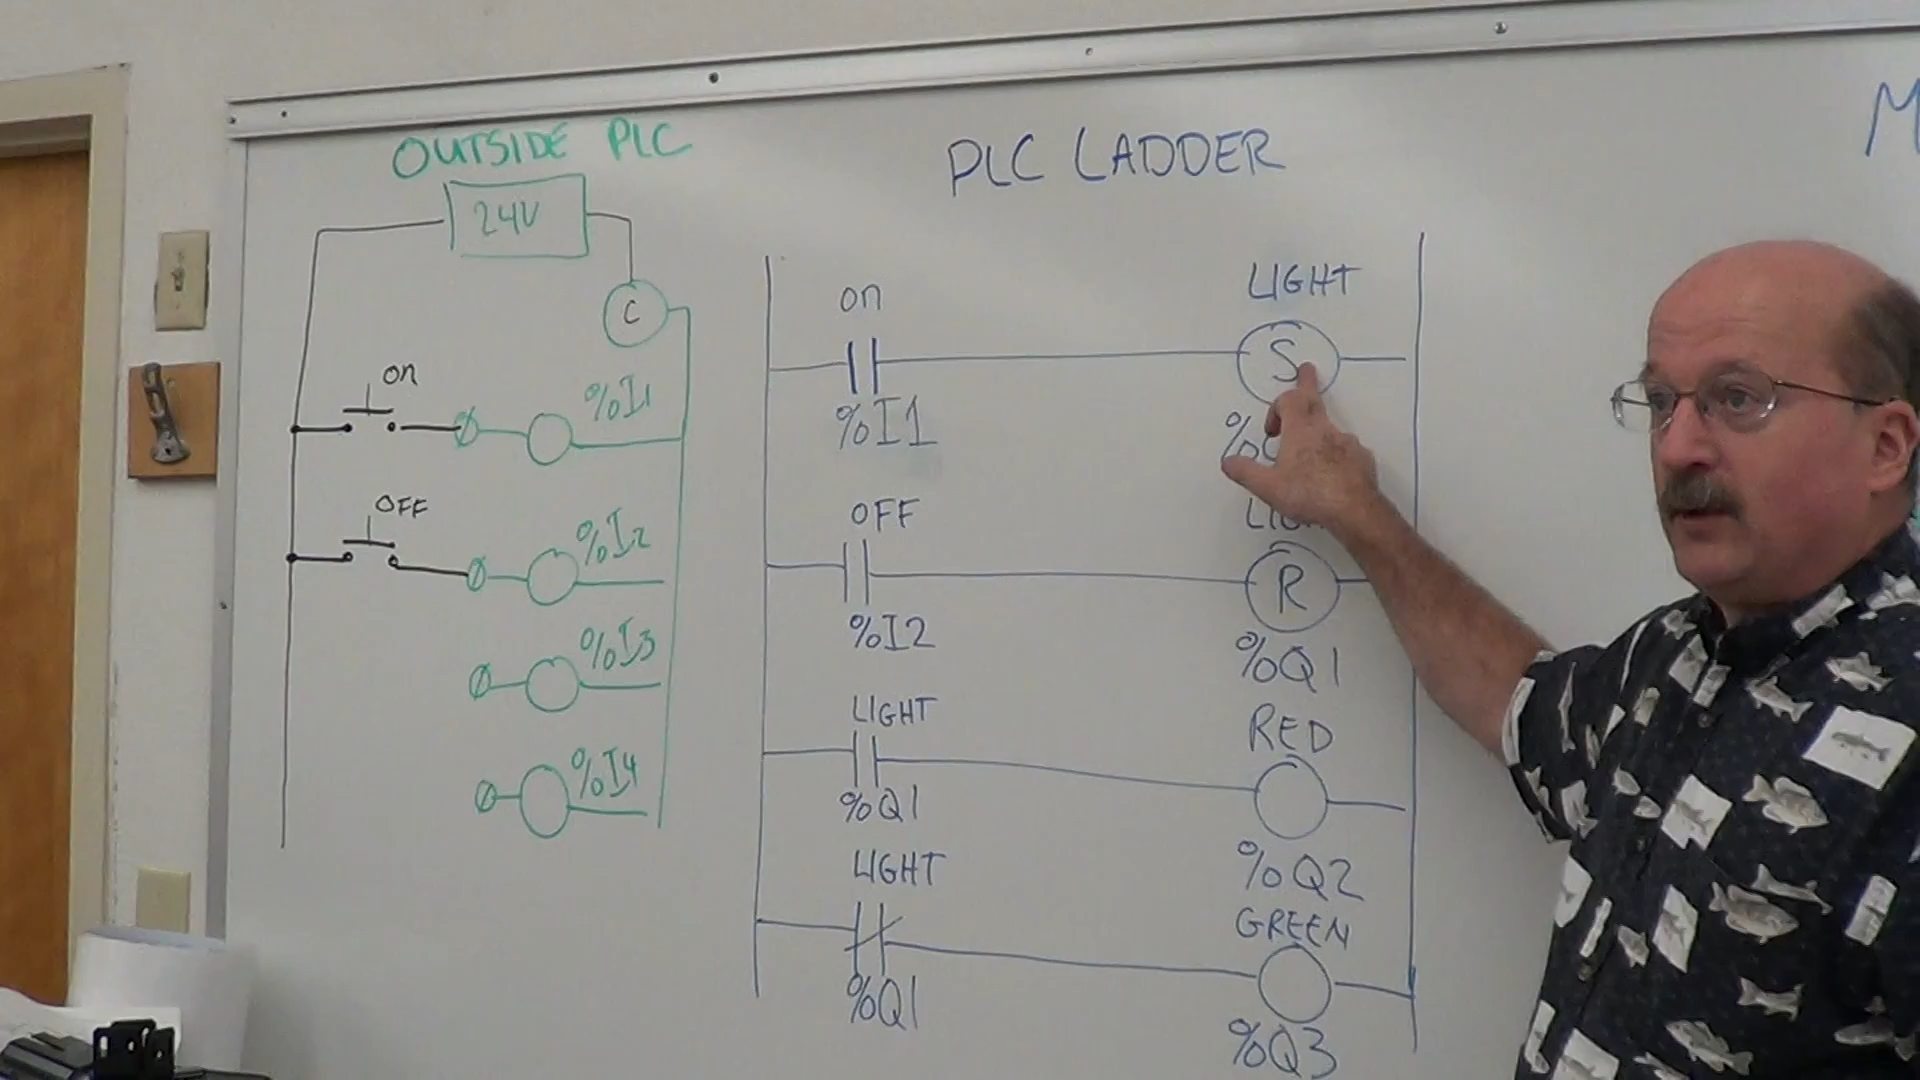 OUTSIDE PLC
24V
C
on
%I1
OFF
%I2
%I3
%I4
PLC LADDER
on
LIGHT
S
%I1
OFF
R
%I2
%Q1
LIGHT
RED
%Q1
%Q2
LIGHT
GREEN
%Q1
%Q3
M